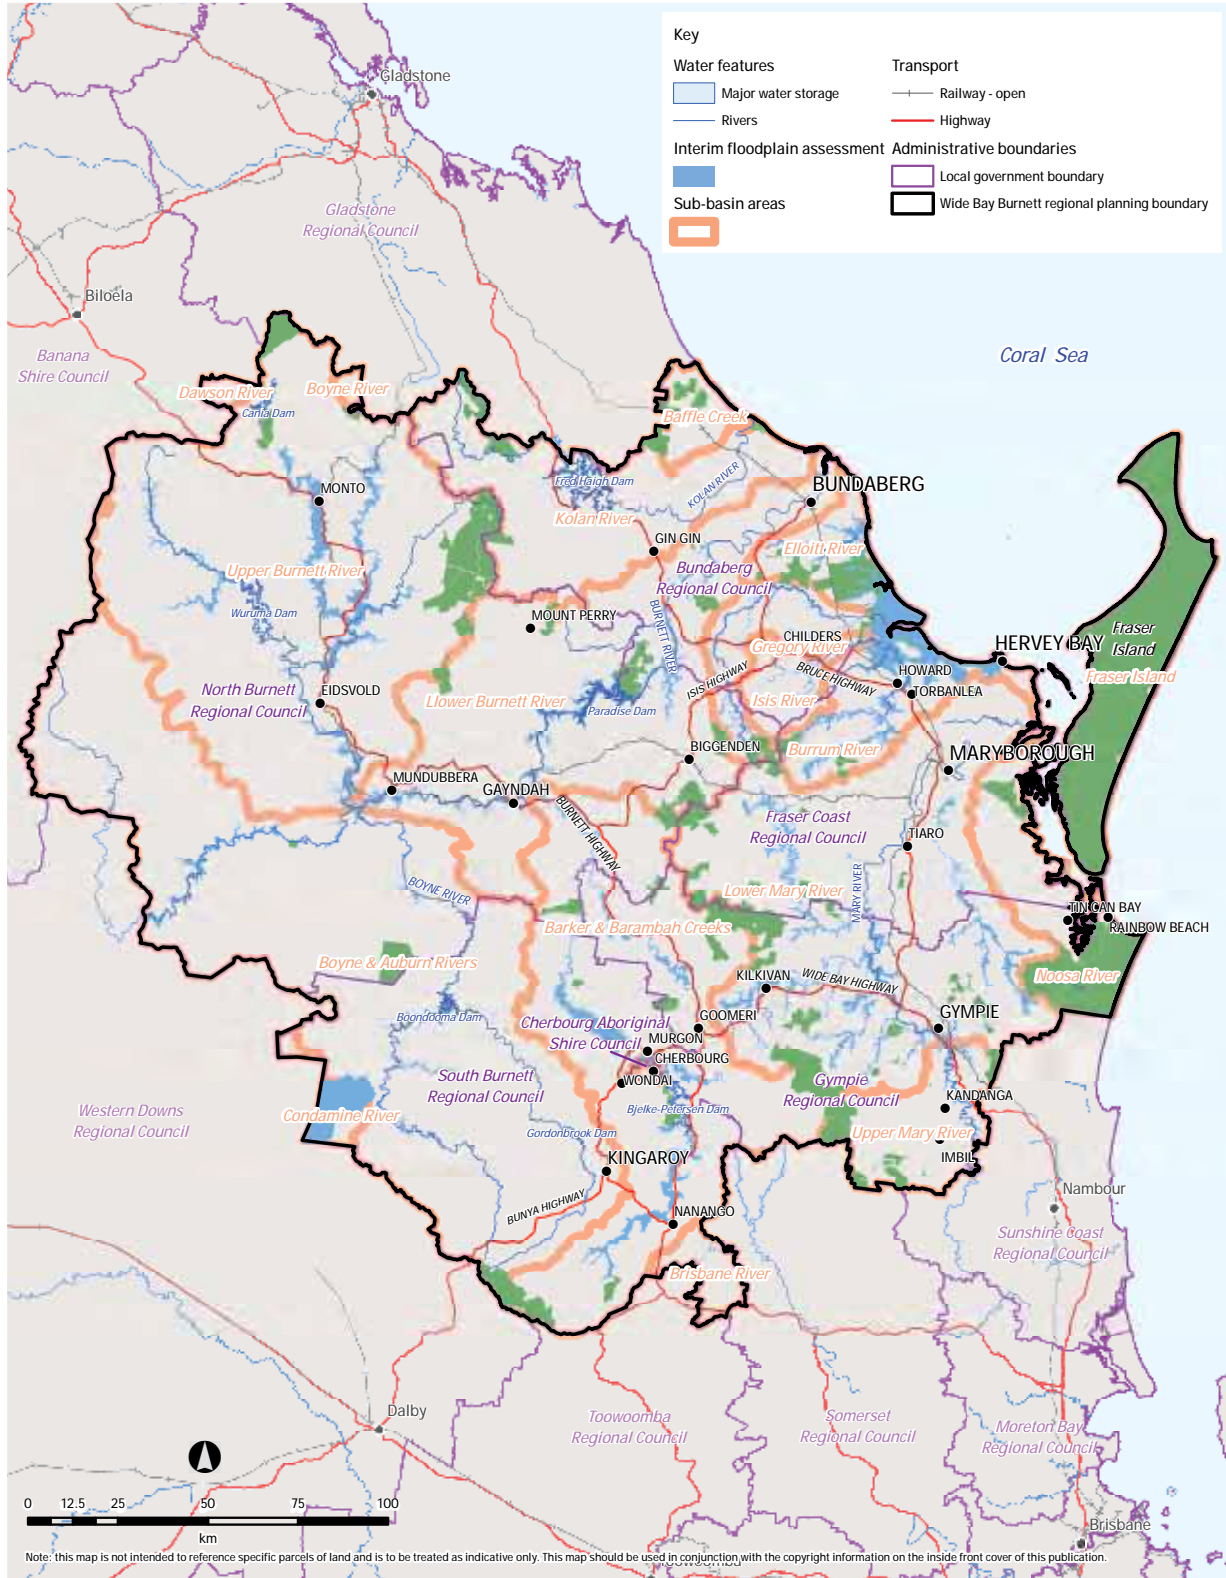 Key
Water features
Major water storage
Rivers
Interim floodplain assessment
Sub-basin areas
Transport
Railway - open
Highway
Administrative boundaries
Local government boundary
Wide Bay Burnett regional planning boundary
Gladstone
Gladstone
Regional Council
Biloela
Banana
Shire Council
Coral Sea
Dawson River
Boyne River
Cania Dam
Baffle Creek
MONTO
Fred Haigh Dam
KOLAN RIVER
BUNDABERG
Kolan River
GIN GIN
Elloitt River
Upper Burnett River
Bundaberg
Regional Council
Wuruma Dam
MOUNT PERRY
BURNETT RIVER
CHILDERS
Gregory River
HERVEY BAY
Fraser
Island
Fraser Island
North Burnett
Regional Council
EIDSVOLD
Llower Burnett River
Paradise Dam
ISIS HIGHWAY
BRUCE HIGHWAY
HOWARD
TORBANLEA
Isis River
Burrum River
BIGGENDEN
MARYBOROUGH
MUNDUBBERA
GAYNDAH
BURNETT HIGHWAY
Fraser Coast
Regional Council
TIARO
BOYNE RIVER
Lower Mary River
MARY RIVER
TIN CAN BAY
RAINBOW BEACH
Barker & Barambah Creeks
Boyne & Auburn Rivers
KILKIVAN
WIDE BAY HIGHWAY
Noosa River
Boondooma Dam
Cherbourg Aboriginal
Shire Council
GOOMERI
GYMPIE
MURGON
CHERBOURG
WONDAI
South Burnett
Regional Council
Gympie
Regional Council
KANDANGA
Bjelke-Petersen Dam
Western Downs
Regional Council
Condamine River
Gordonbrook Dam
Upper Mary River
IMBIL
KINGAROY
Nambour
BUNYA HIGHWAY
NANANGO
Sunshine Coast
Regional Council
Brisbane River
Dalby
Toowoomba
Regional Council
Somerset
Regional Council
Moreton Bay
Regional Council
0 12.5 25 50 75 100
km
Brisbane
Note: this map is not intended to reference specific parcels of land and is to be treated as indicative only. This map should be used in conjunction with the copyright information on the inside front cover of this publication.
Toowoomba